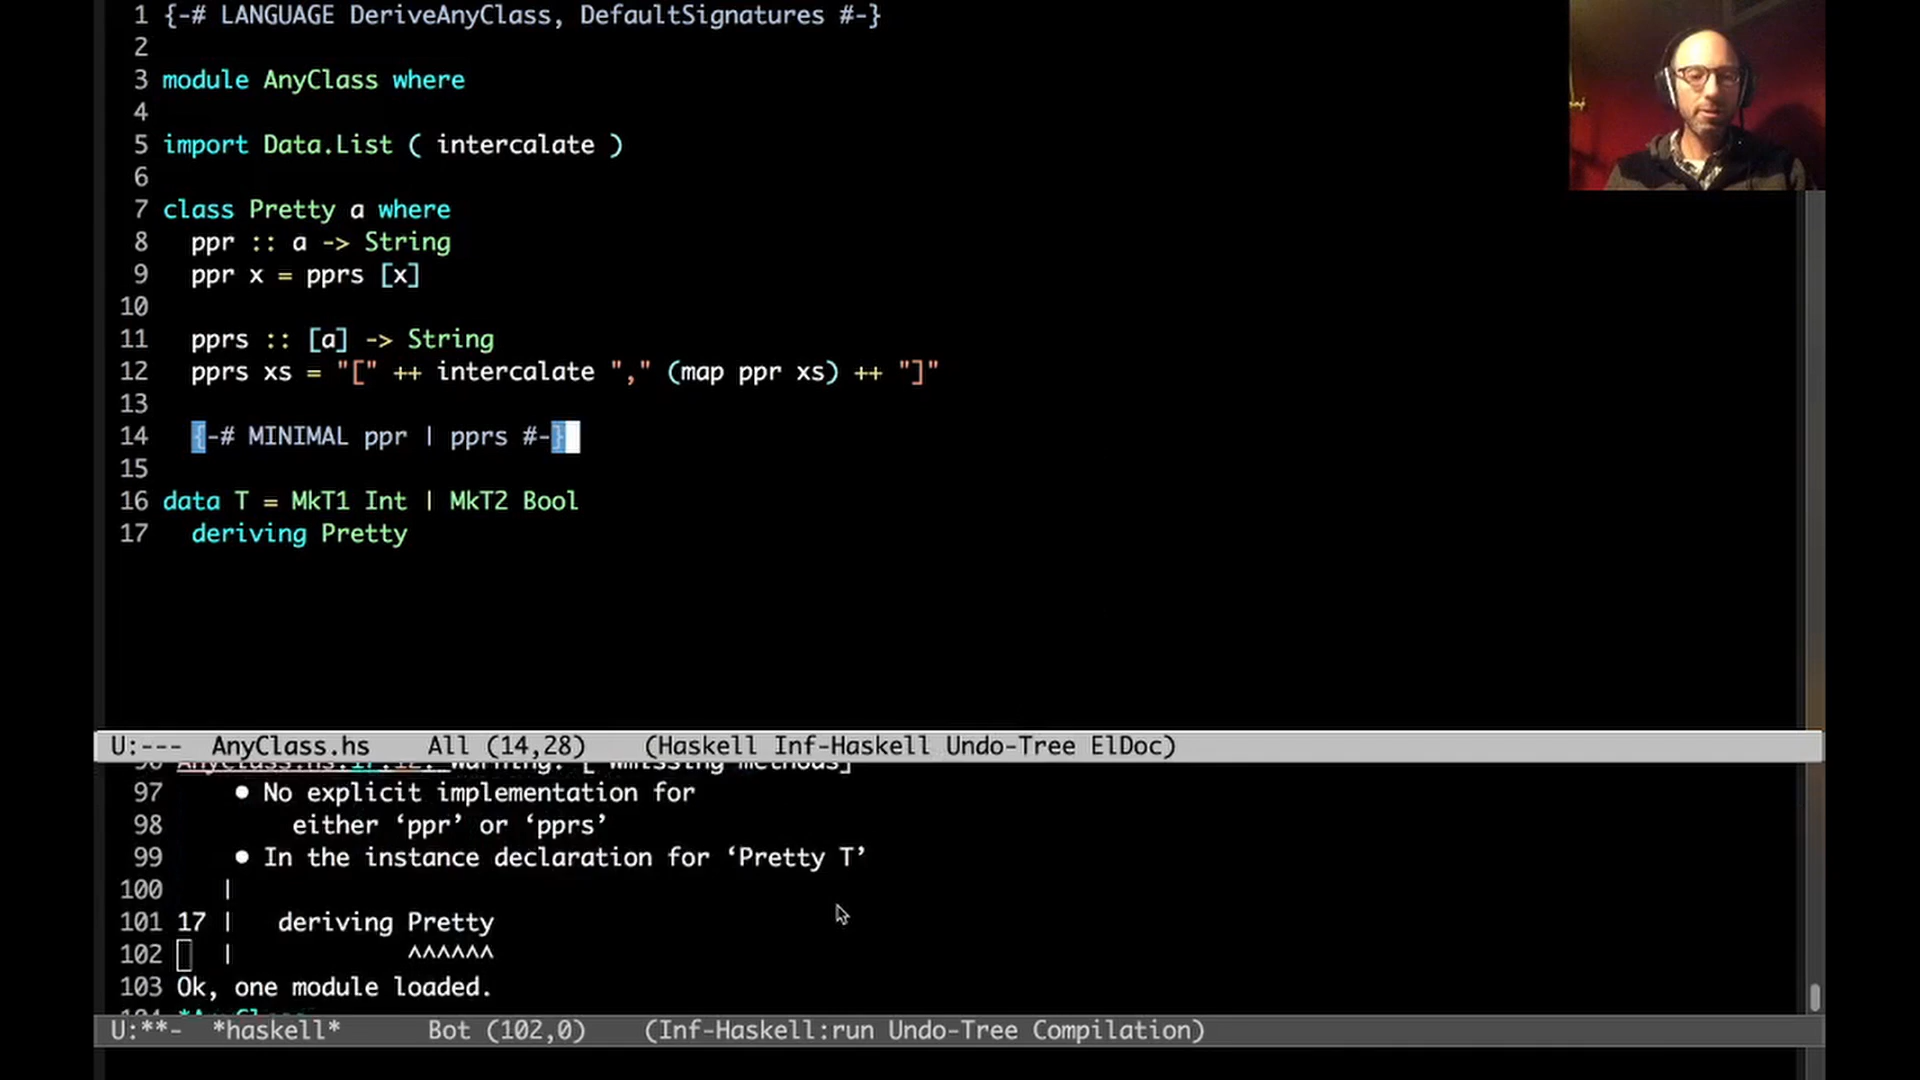 1 {-# LANGUAGE DeriveAnyClass, DefaultSignatures #-}
2
3 module AnyClass where
4
5 import Data.List ( intercalate )
6
7 class Pretty a where
8 ppr :: a -> String
9 ppr x = pprs [x]
10
11 pprs :: [a] -> String
12 pprs xs = "[" ++ intercalate "," (map ppr xs) ++ "]"
13
14 {-# MINIMAL ppr | pprs #-}
15
16 data T = MkT1 Int | MkT2 Bool
17 deriving Pretty
U:--- AnyClass.hs All (14,28) (Haskell Inf-Haskell Undo-Tree ElDoc)
97 • No explicit implementation for
98 either ‘ppr’ or ‘pprs’
99 • In the instance declaration for ‘Pretty T’
100 |
101 17 | deriving Pretty
102 | ^^^^^^
103 Ok, one module loaded.
U:**- *haskell* Bot (102,0) (Inf-Haskell:run Undo-Tree Compilation)